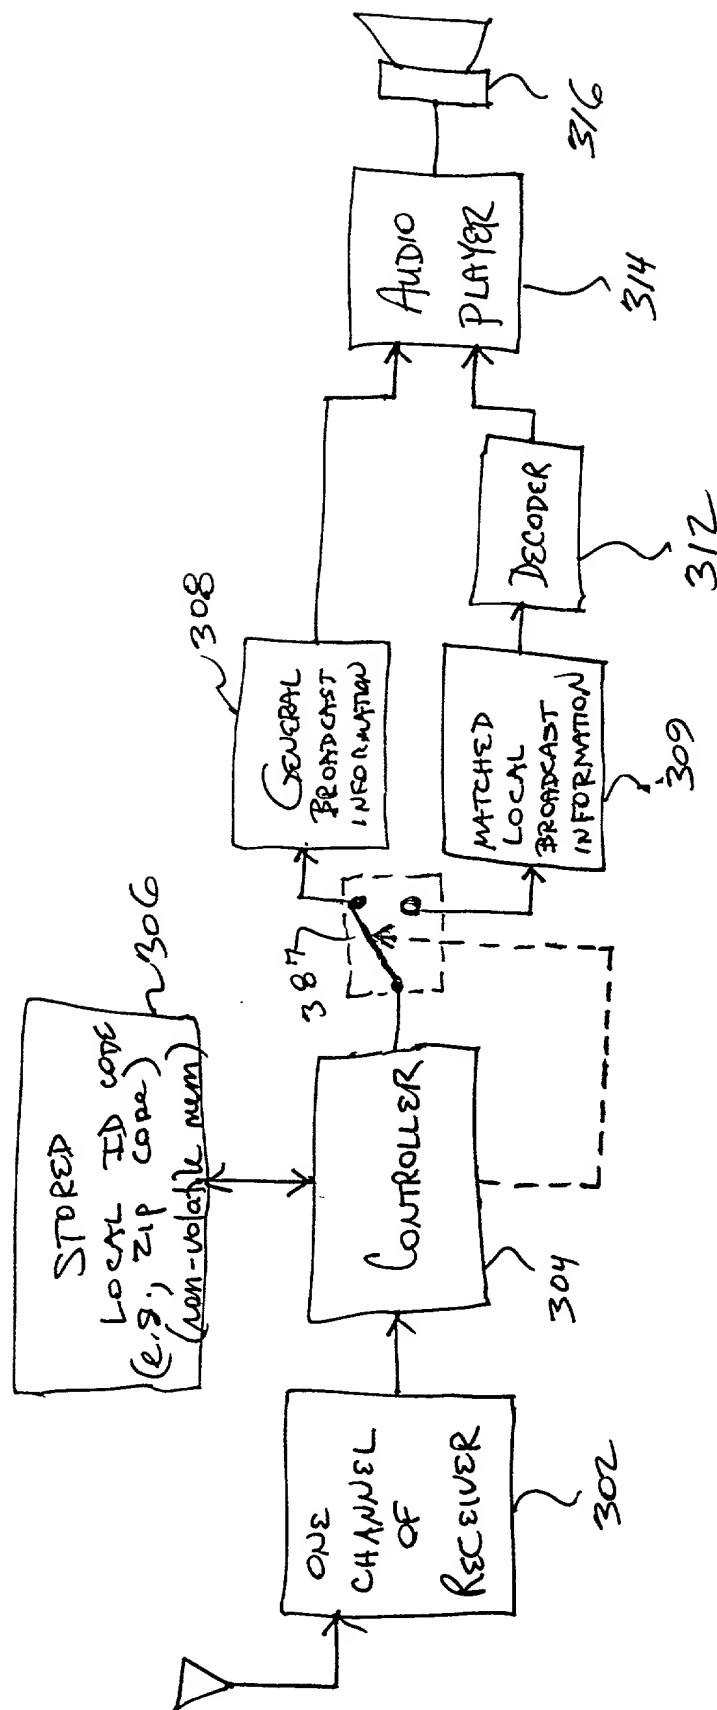 STORED
LOCAL ID CODE
(e.g., ZIP CODE)
(non-volatile mem)
306
ONE
CHANNEL
OF
RECEIVER
302
CONTROLLER
304
387
GENERAL
BROADCAST
INFORMATION
308
MATCHED
LOCAL
BROADCAST
INFORMATION
309
DECODER
312
AUDIO
PLAYER
314
316